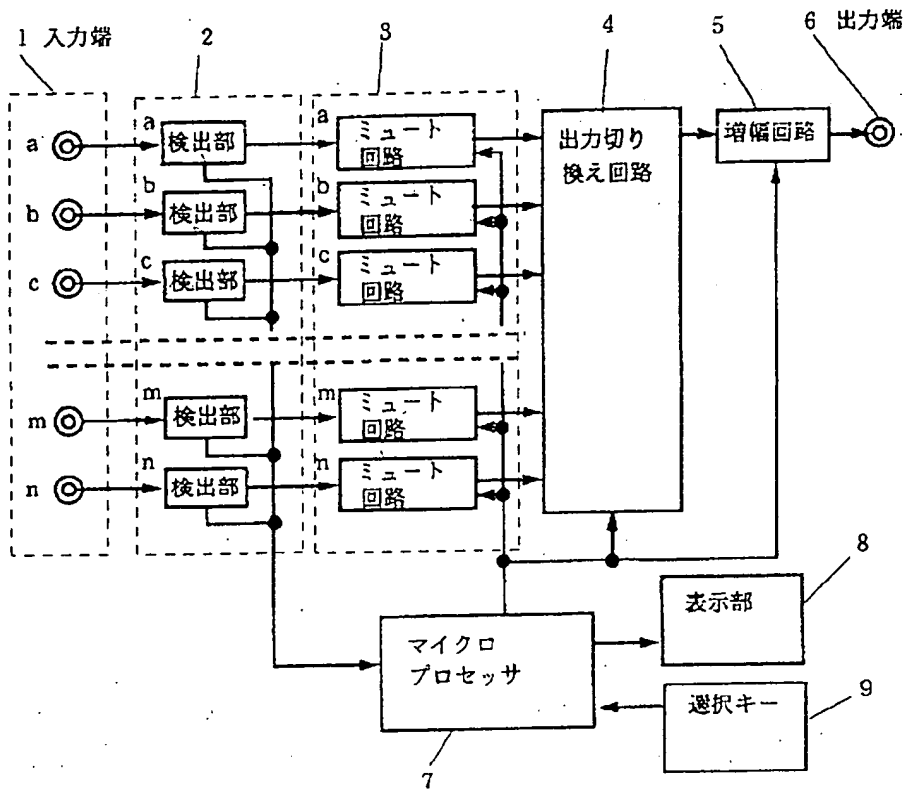 1 入力端
2
3
4
5
6 出力端
a
a
検出部
a
ミュート
回路
出力切り
換え回路
増幅回路
b
b
検出部
b
ミュート
回路
c
c
検出部
c
ミュート
回路
m
m
検出部
m
ミュート
回路
n
n
検出部
n
ミュート
回路
マイクロ
プロセッサ
7
表示部
8
選択キー
9